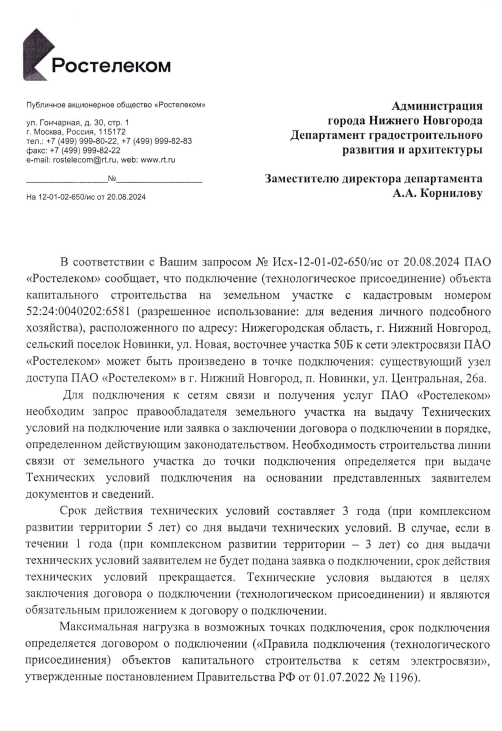 Ростелеком
Публичное акционерное общество «Ростелеком»
ул. Гончарная, д. 30, стр. 1
г. Москва, Россия, 115172
тел.: +7 (499) 999-80-22, +7 (499) 999-82-83
факс: +7 (499) 999-82-22
e-mail: rostelecom@rt.ru, web: www.rt.ru
____________________№____________________
На 12-01-02-650/ис от 20.08.2024
Администрация
города Нижнего Новгорода
Департамент градостроительного
развития и архитектуры
Заместителю директора департамента
А.А. Корнилову
В соответствии с Вашим запросом № Исх-12-01-02-650/ис от 20.08.2024 ПАО
«Ростелеком» сообщает, что подключение (технологическое присоединение) объекта
капитального строительства на земельном участке с кадастровым номером
52:24:0040202:6581 (разрешенное использование: для ведения личного подсобного
хозяйства), расположенного по адресу: Нижегородская область, г. Нижний Новгород,
сельский поселок Новинки, ул. Новая, восточнее участка 50Б к сети электросвязи ПАО
«Ростелеком» может быть произведено в точке подключения: существующий узел
доступа ПАО «Ростелеком» в г. Нижний Новгород, п. Новинки, ул. Центральная, 26а.
Для подключения к сетям связи и получения услуг ПАО «Ростелеком»
необходим запрос правообладателя земельного участка на выдачу Технических
условий на подключение или заявка о заключении договора о подключении в порядке,
определенном действующим законодательством. Необходимость строительства линии
связи от земельного участка до точки подключения определяется при выдаче
Технических условий подключения на основании представленных заявителем
документов и сведений.
Срок действия технических условий составляет 3 года (при комплексном
развитии территории 5 лет) со дня выдачи технических условий. В случае, если в
течении 1 года (при комплексном развитии территории – 3 лет) со дня выдачи
технических условий заявителем не будет подана заявка о подключении, срок действия
технических условий прекращается. Технические условия выдаются в целях
заключения договора о подключении (технологическом присоединении) и являются
обязательным приложением к договору о подключении.
Максимальная нагрузка в возможных точках подключения, срок подключения
определяется договором о подключении («Правила подключения (технологического
присоединения) объектов капитального строительства к сетям электросвязи»,
утвержденные постановлением Правительства РФ от 01.07.2022 № 1196).